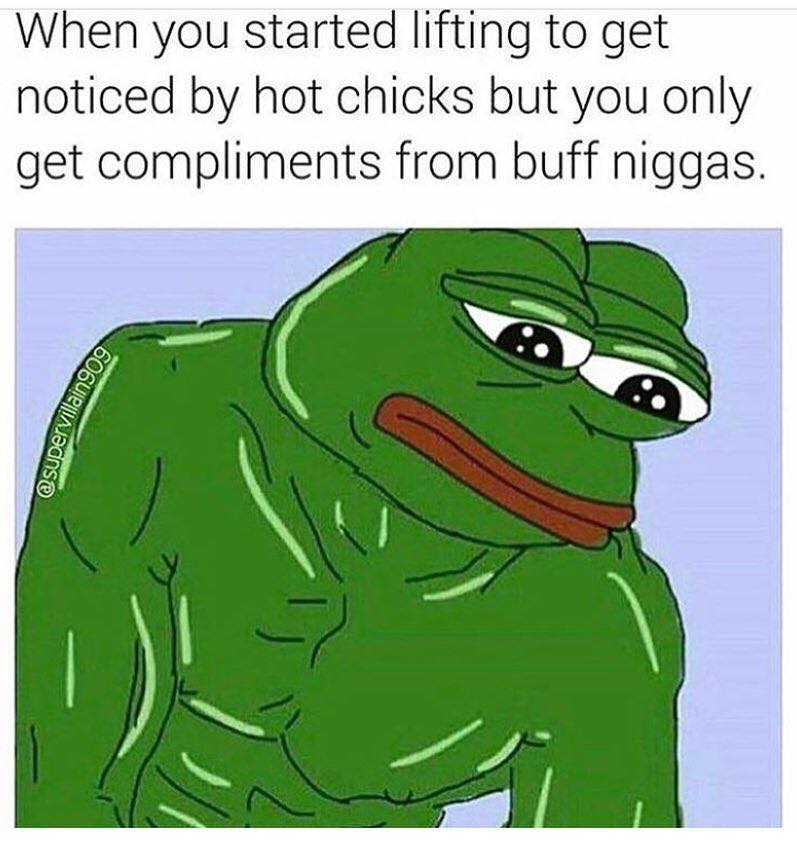 When you started lifting to get
noticed by hot chicks but you only
get compliments from buff niggas.
@supervillain909